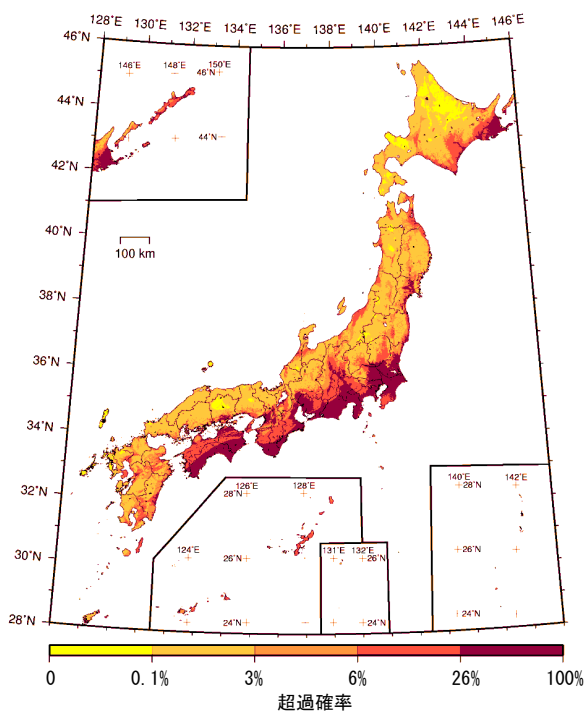 128°E 130°E 132°E 134°E 136°E 138°E 140°E 142°E 144°E 146°E
46°N
146°E 148°E 150°E
46°N
44°N
44°N
42°N
40°N
100 km
38°N
36°N
34°N
32°N
126°E 128°E
28°N
140°E 142°E
28°N
30°N
124°E
26°N
131°E 132°E
26°N
26°N
28°N
24°N
24°N
24°N
0 0.1% 3% 6% 26% 100%
超過確率